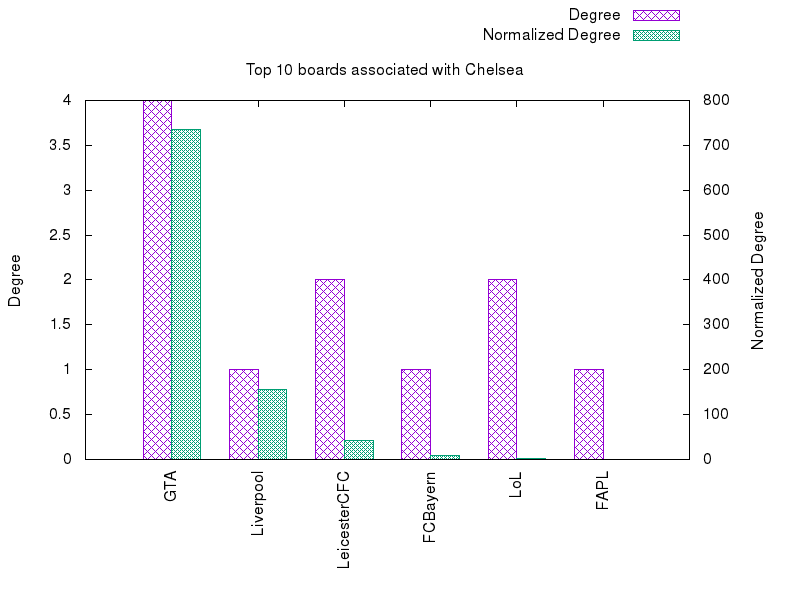 Degree
Normalized Degree
Top 10 boards associated with Chelsea
4
3.5
3
2.5
2
1.5
1
0.5
0
800
700
600
500
400
300
200
100
0
Degree
Normalized Degree
GTA
Liverpool
LeicesterCFC
FCBayern
LoL
FAPL